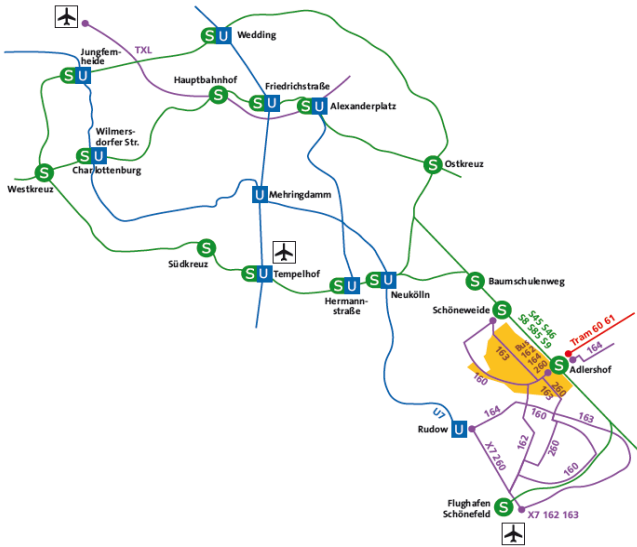 Jungfern-
heide
TXL
S U
Wedding
S U
Hauptbahnhof
S
Friedrichstraße
S U
Alexanderplatz
S U
Wilmers-
dorfer Str.
S U
Charlottenburg
Westkreuz
S
Ostkreuz
S
Mehringdamm
U
Südkreuz
S
Tempelhof
S U
Hermann-
straße
S U
Neukölln
S U
Baumschulenweg
S
Schöneweide
S
S45 S46
S8 S85 S9
Tram 60 61
164
Bus
162
164
260
163
160
Adlershof
S
260
163
U7
Rudow
U
164
160
163
162
260
X7 260
160
Flughafen
Schönefeld
S
X7 162 163